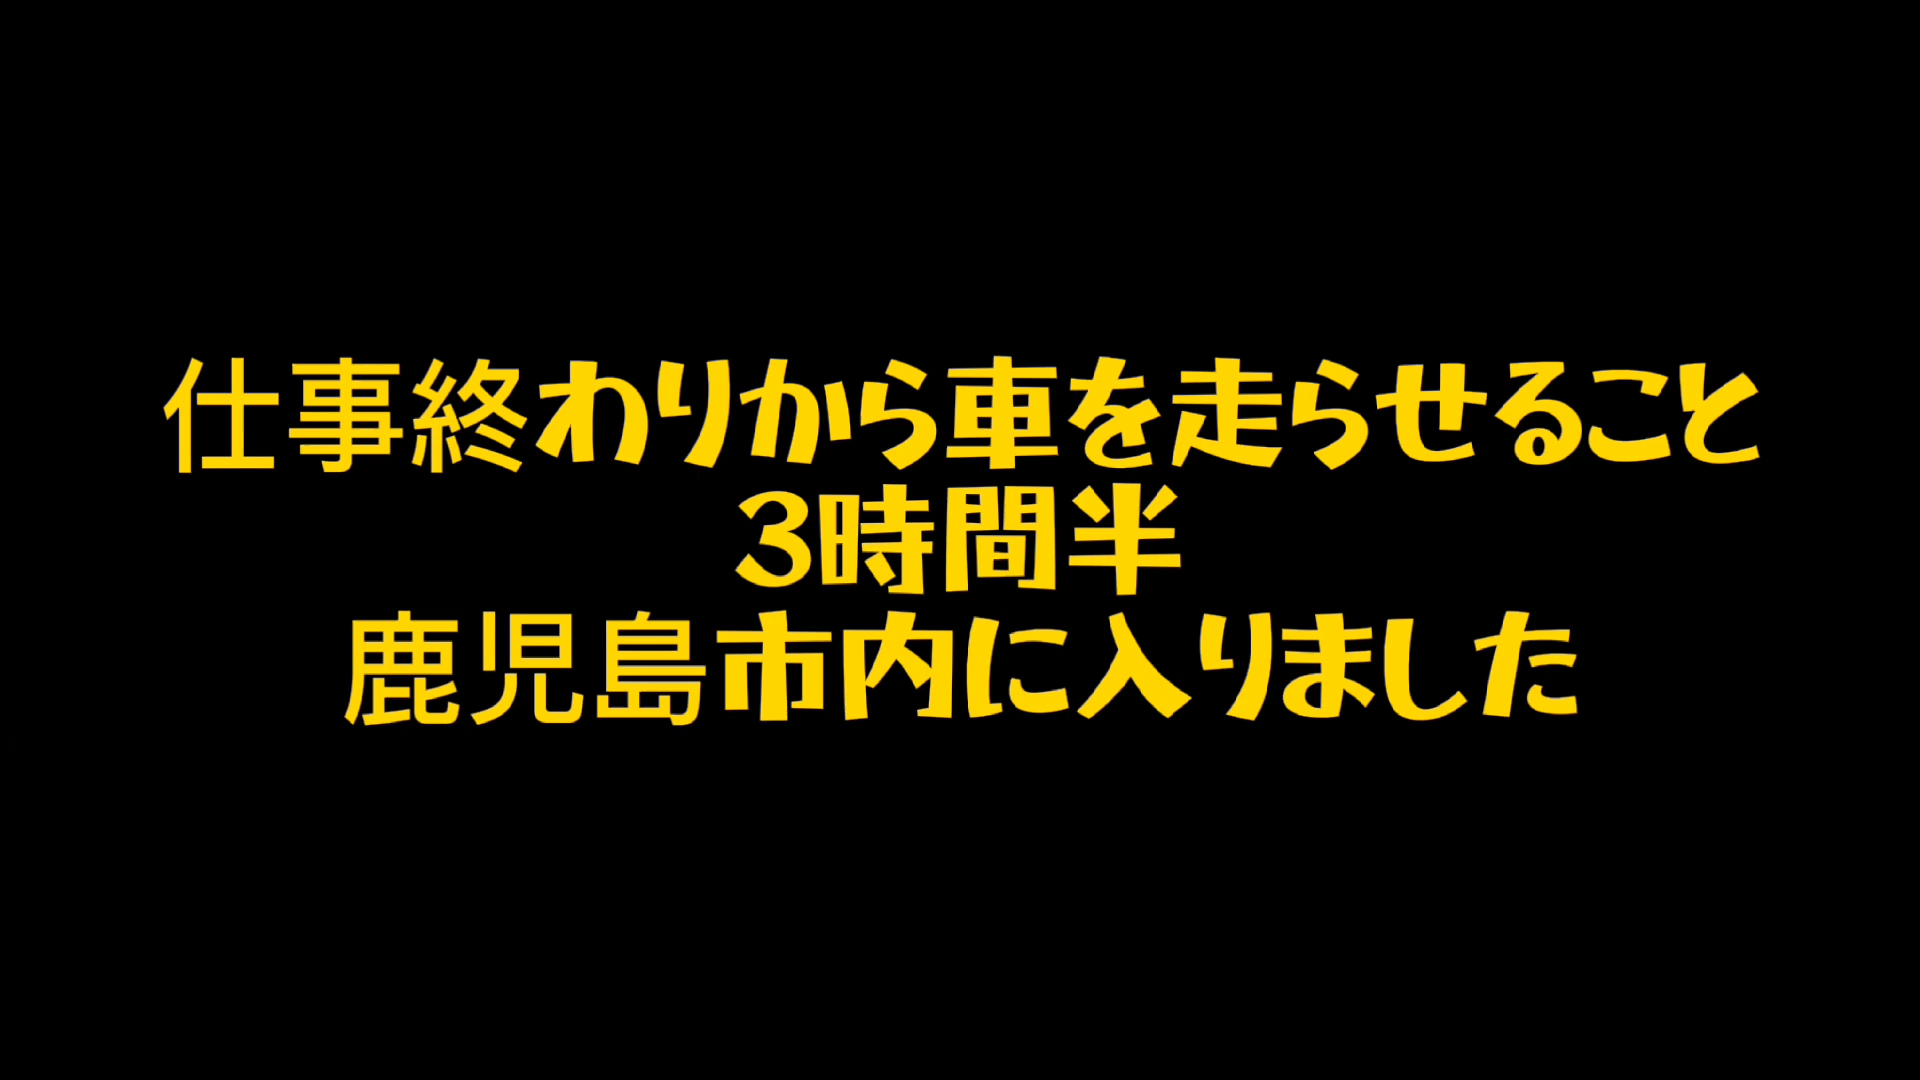 仕事終わりから車を走らせること
3時間半
鹿児島市内に入りました